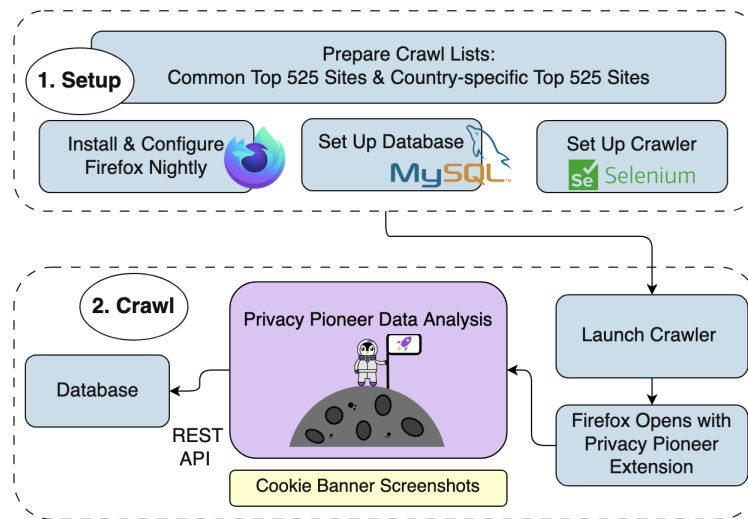 1. Setup
Prepare Crawl Lists:
Common Top 525 Sites & Country-specific Top 525 Sites
Install & Configure
Firefox Nightly
Set Up Database
MySQL™
Set Up Crawler
Se Selenium
2. Crawl
Privacy Pioneer Data Analysis
Launch Crawler
Database
REST
API
Firefox Opens with
Privacy Pioneer
Extension
Cookie Banner Screenshots